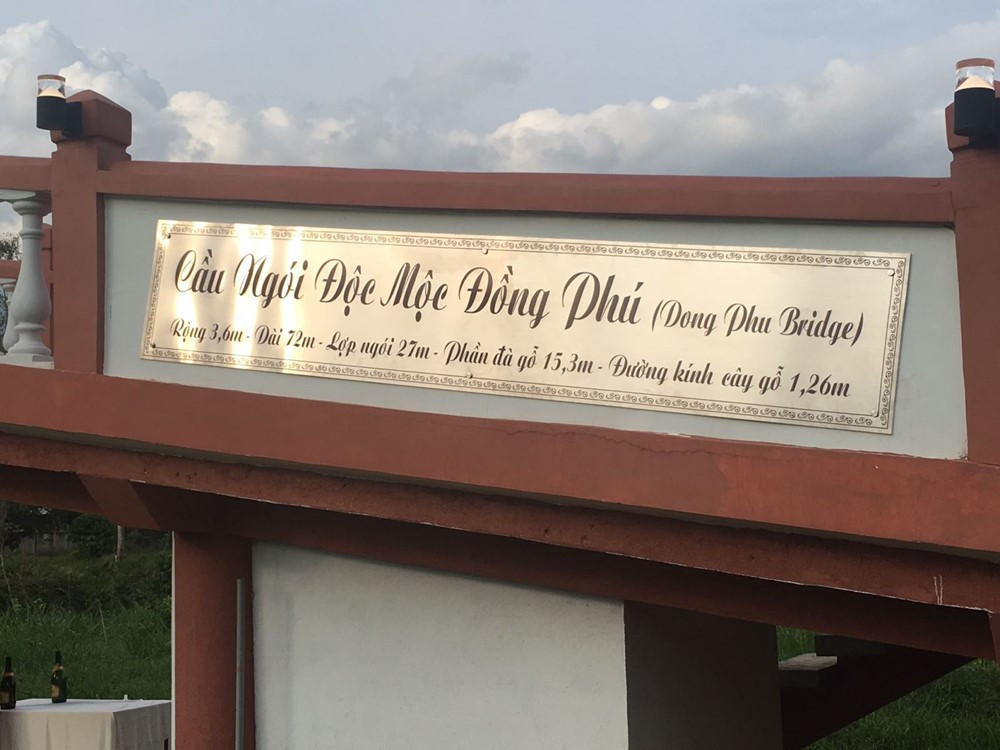 Cầu Ngói Độc Mộc Đồng Phú (Dong Phu Bridge)
Rộng 3,6m - Dài 72m - Lợp ngói 27m - Phần đà gỗ 15,3m - Đường kính cây gỗ 1,26m